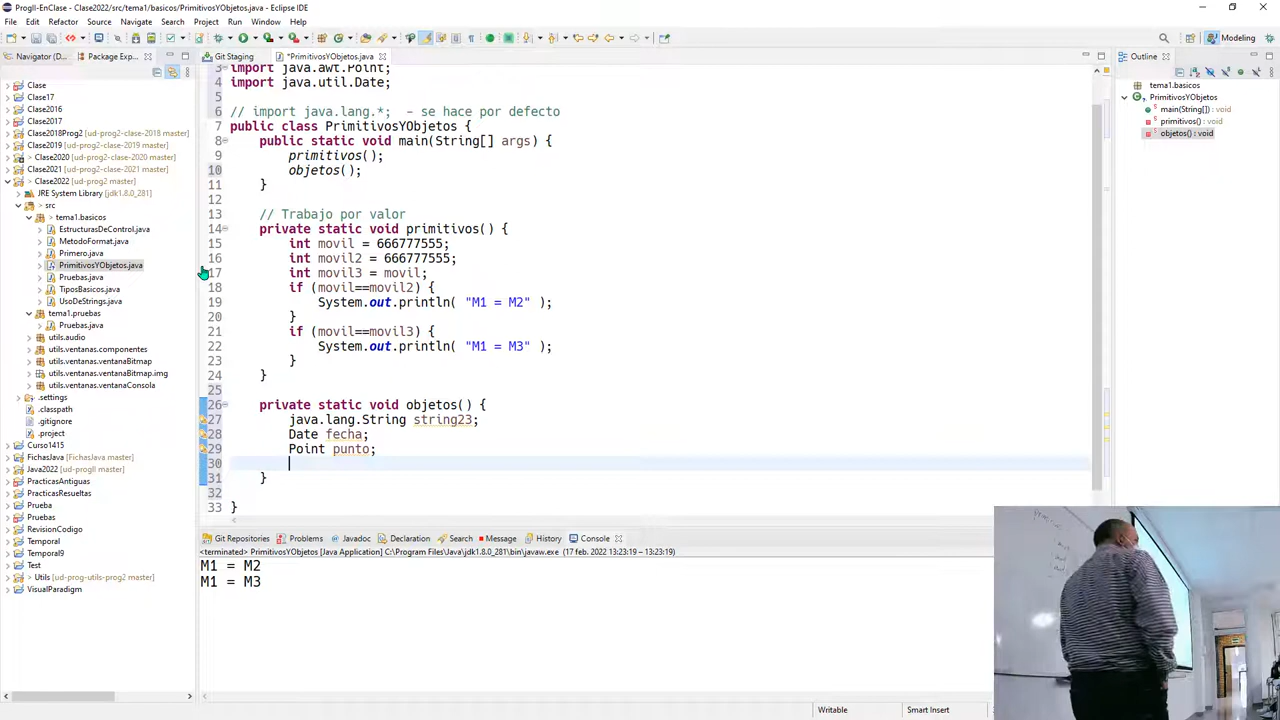 ProgII-EnClase - Clase2022/src/tema1/basicos/PrimitivosYObjetos.java - Eclipse IDE
File Edit Refactor Source Navigate Search Project Run Window Help
Modeling
Navigator (D... Package Exp...
Git Staging *PrimitivosYObjetos.java
Outline
Clase
Clase17
Clase2016
Clase2017
Clase2018Prog2 [ud-prog2-clase-2018 master]
Clase2019 [ud-prog2-clase-2019 master]
> Clase2020 [ud-prog2-clase-2020 master]
Clase2021 [ud-prog2-clase-2021 master]
> Clase2022 [ud-prog2 master]
JRE System Library [jdk1.8.0_281]
> src
> tema1.basicos
EstructurasDeControl.java
MetodoFormat.java
Primero.java
PrimitivosYObjetos.java
Pruebas.java
TiposBasicos.java
UsoDeStrings.java
tema1.pruebas
Pruebas.java
utils.audio
utils.ventanas.componentes
utils.ventanas.ventanaBitmap
utils.ventanas.ventanaBitmap.img
utils.ventanas.ventanaConsola
.settings
.classpath
.gitignore
.project
Curso1415
FichasJava [FichasJava master]
Java2022 [ud-progII master]
PracticasAntiguas
PracticasResueltas
Prueba
Pruebas
RevisionCodigo
Temporal
Temporal9
Test
> Utils [ud-prog-utils-prog2 master]
VisualParadigm
3 import java.awt.Point;
4 import java.util.Date;
5
6 // import java.lang.*;  - se hace por defecto
7 public class PrimitivosYObjetos {
8     public static void main(String[] args) {
9         primitivos();
10         objetos();
11     }
12
13     // Trabajo por valor
14     private static void primitivos() {
15         int movil = 666777555;
16         int movil2 = 666777555;
17         int movil3 = movil;
18         if (movil==movil2) {
19             System.out.println( "M1 = M2" );
20         }
21         if (movil==movil3) {
22             System.out.println( "M1 = M3" );
23         }
24     }
25
26     private static void objetos() {
27         java.lang.String string23;
28         Date fecha;
29         Point punto;
30
31     }
32
33 }
tema1.basicos
PrimitivosYObjetos
main(String[]) : void
primitivos() : void
objetos() : void
Git Repositories Problems Javadoc Declaration Search Message History Console
<terminated> PrimitivosYObjetos [Java Application] C:\Program Files\Java\jdk1.8.0_281\bin\javaw.exe (17 feb. 2022 13:23:19 – 13:23:19)
M1 = M2
M1 = M3
Writable Smart Insert